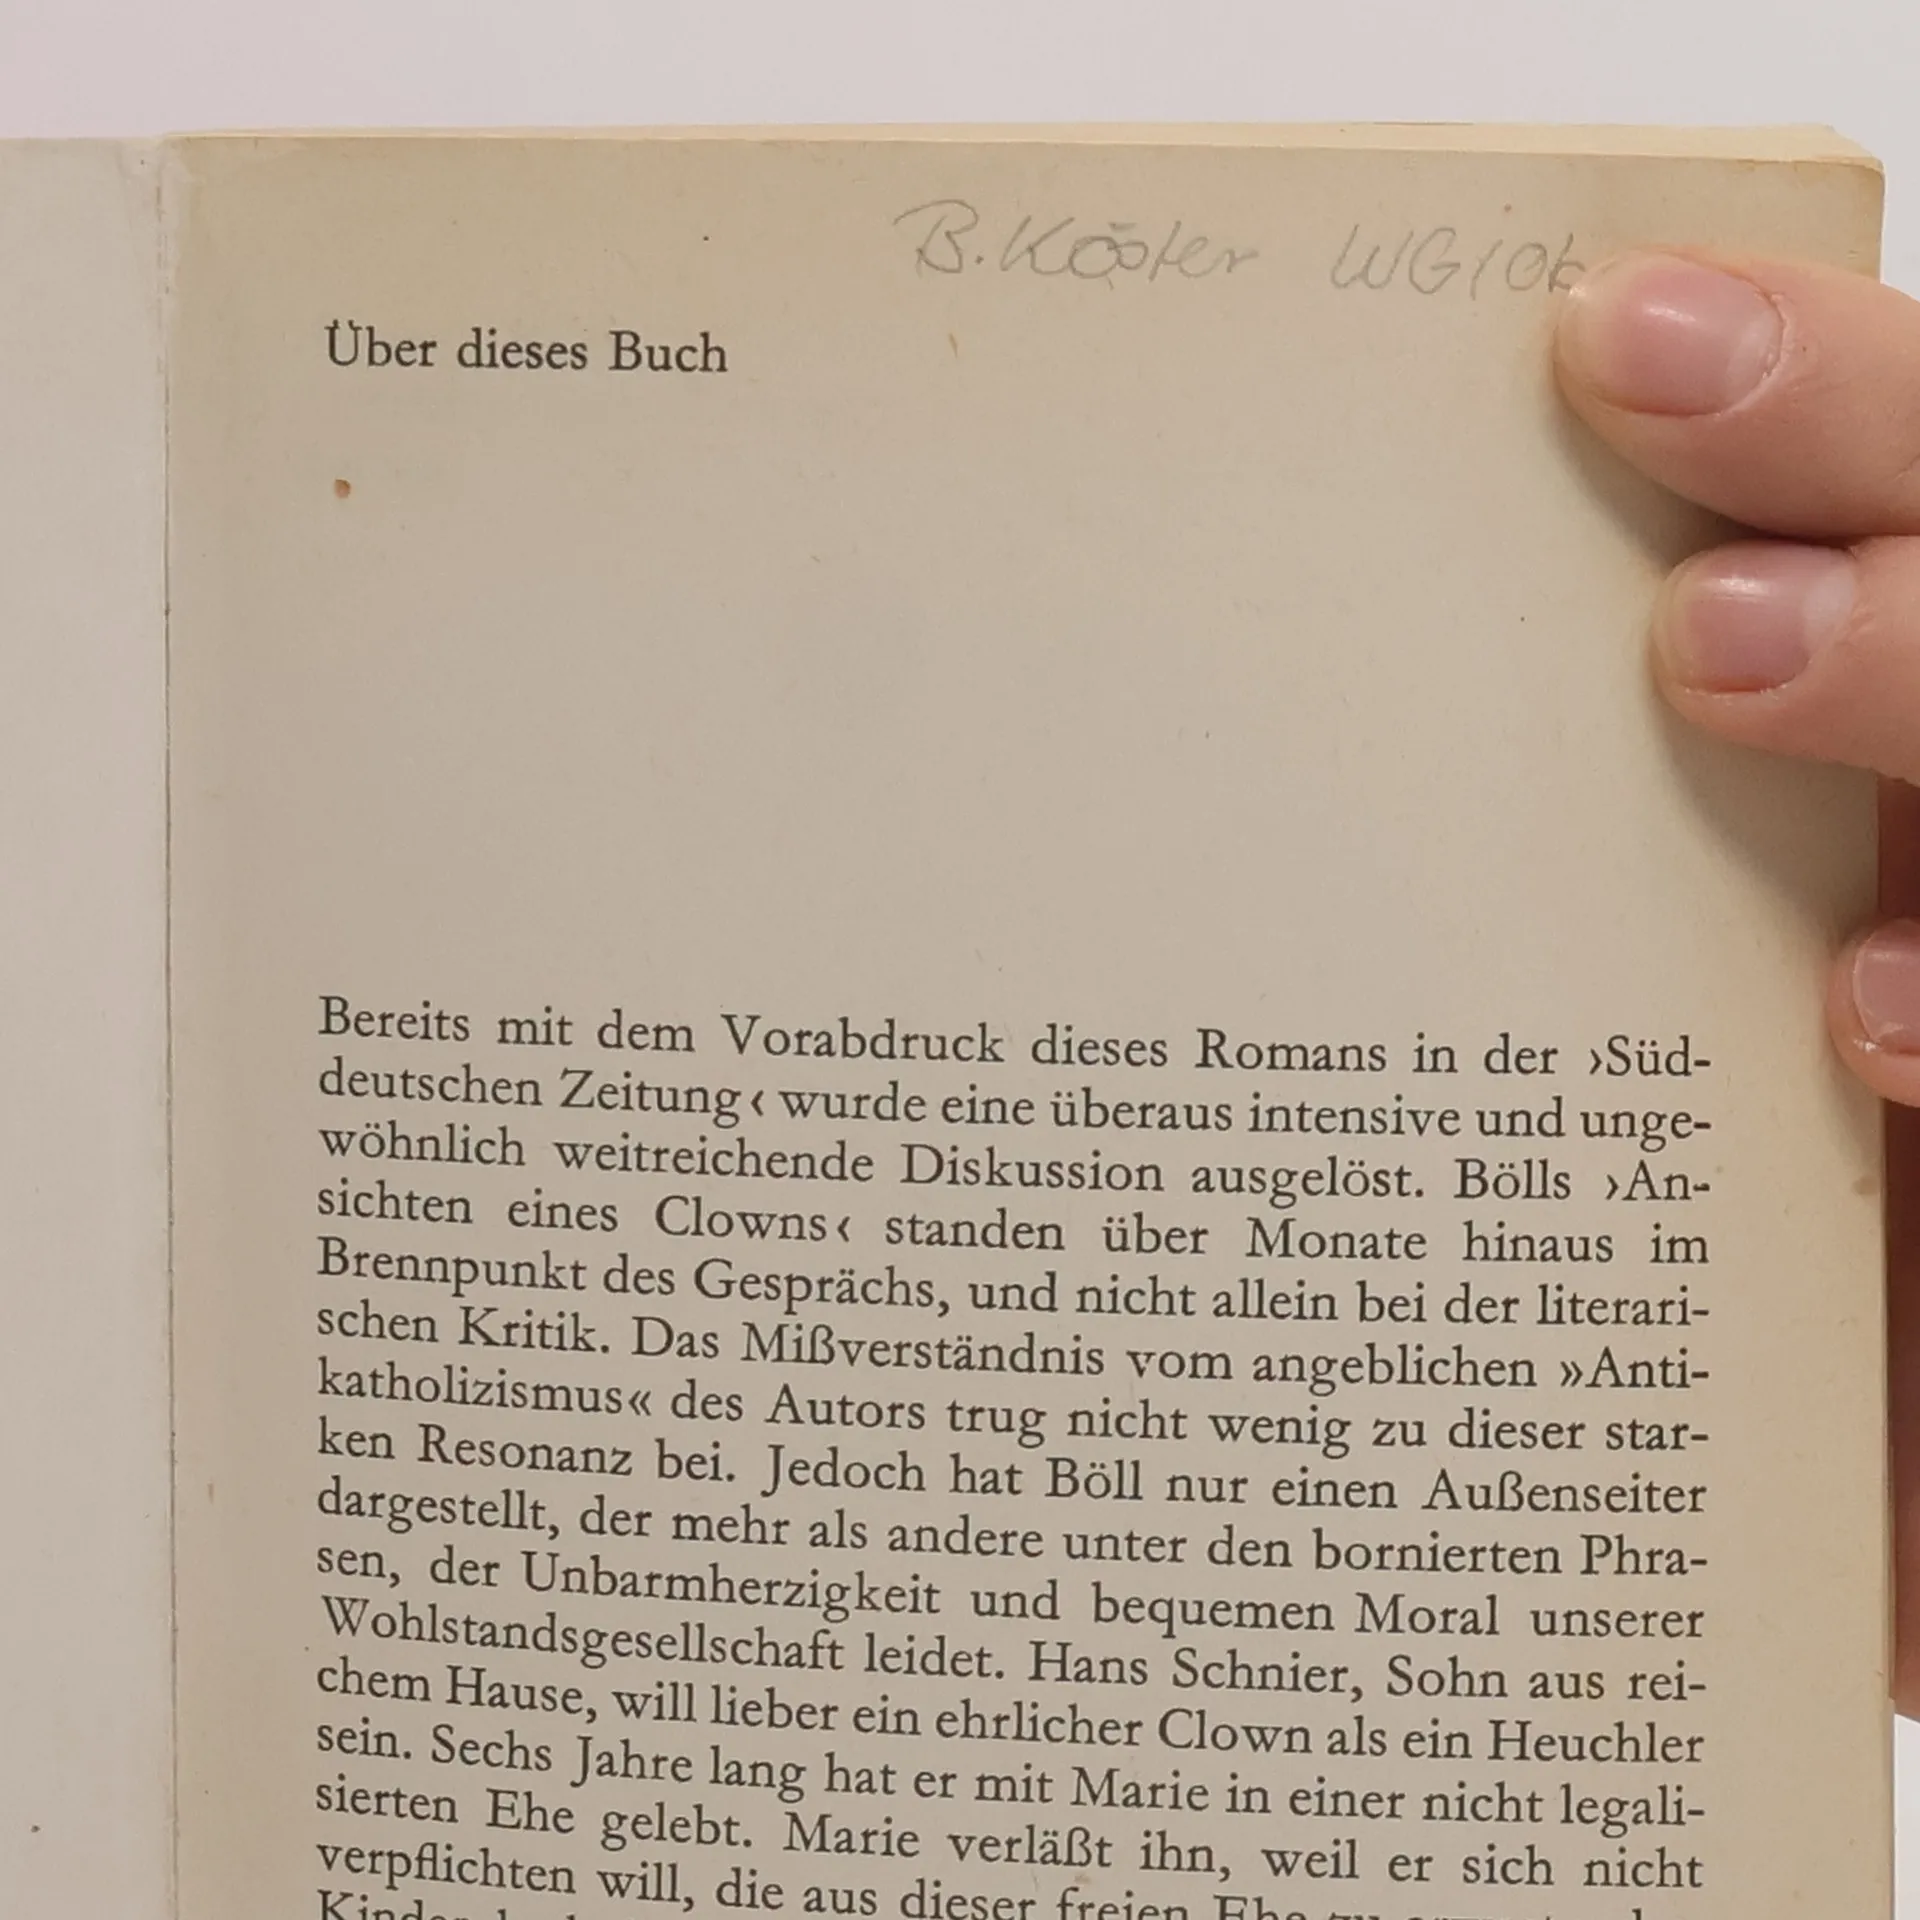 B. Köster WG10b
Über dieses Buch
Bereits mit dem Vorabdruck dieses Romans in der ›Süd-
deutschen Zeitung‹ wurde eine überaus intensive und unge-
wöhnlich weitreichende Diskussion ausgelöst. Bölls ›An-
sichten eines Clowns‹ standen über Monate hinaus im
Brennpunkt des Gesprächs, und nicht allein bei der literari-
schen Kritik. Das Mißverständnis vom angeblichen »Anti-
katholizismus« des Autors trug nicht wenig zu dieser star-
ken Resonanz bei. Jedoch hat Böll nur einen Außenseiter
dargestellt, der mehr als andere unter den bornierten Phra-
sen, der Unbarmherzigkeit und bequemen Moral unserer
Wohlstandsgesellschaft leidet. Hans Schnier, Sohn aus rei-
chem Hause, will lieber ein ehrlicher Clown als ein Heuchler
sein. Sechs Jahre lang hat er mit Marie in einer nicht legali-
sierten Ehe gelebt. Marie verläßt ihn, weil er sich nicht
verpflichten will, die aus dieser freien Ehe